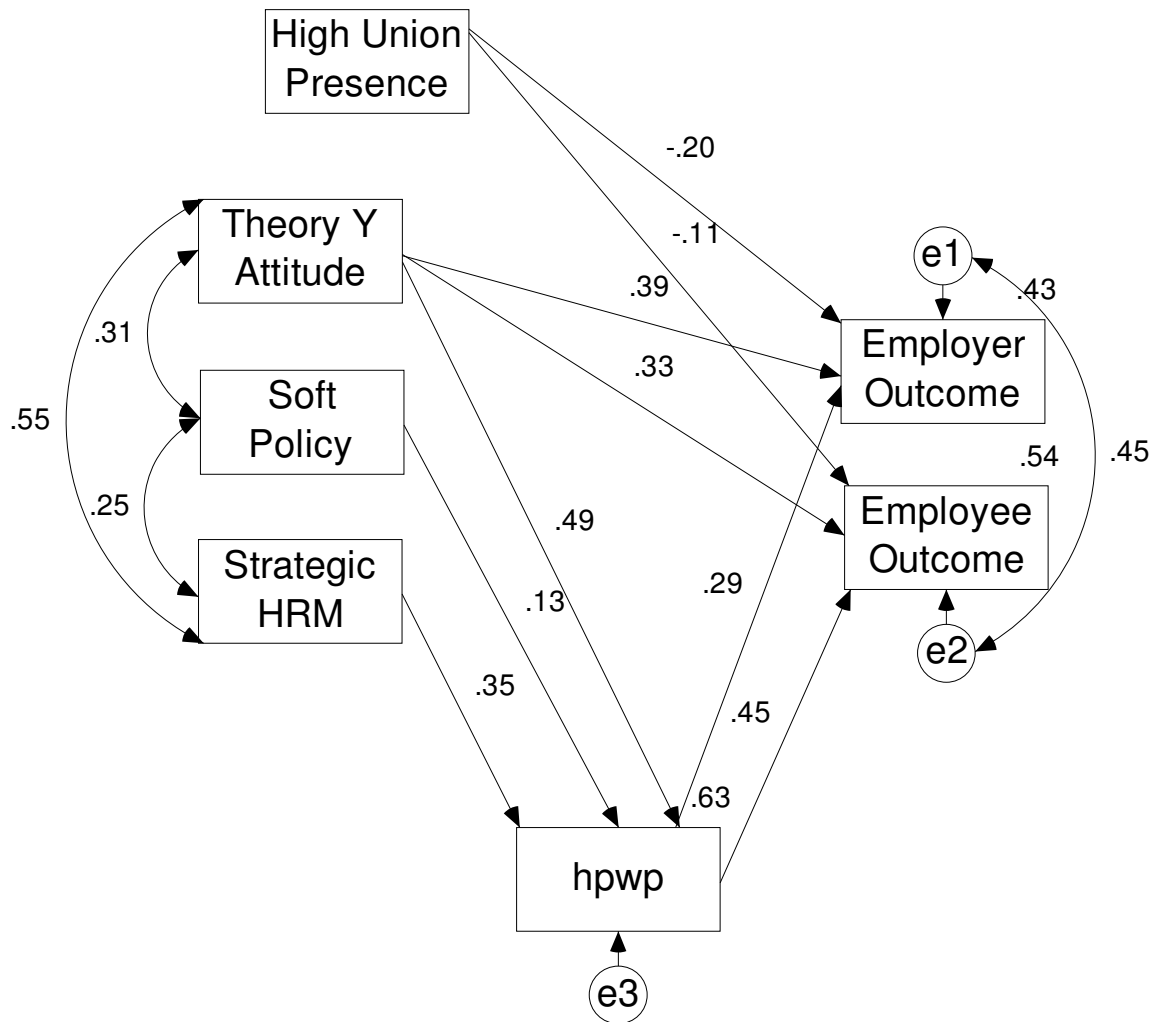 High Union
Presence
-.20
Theory Y
Attitude
-.11
e1
.39
.43
.31
Employer
Outcome
.33
Soft
Policy
.55
.54
.45
.25
Employee
Outcome
.49
Strategic
HRM
.29
.13
e2
.35
.45
.63
hpwp
e3